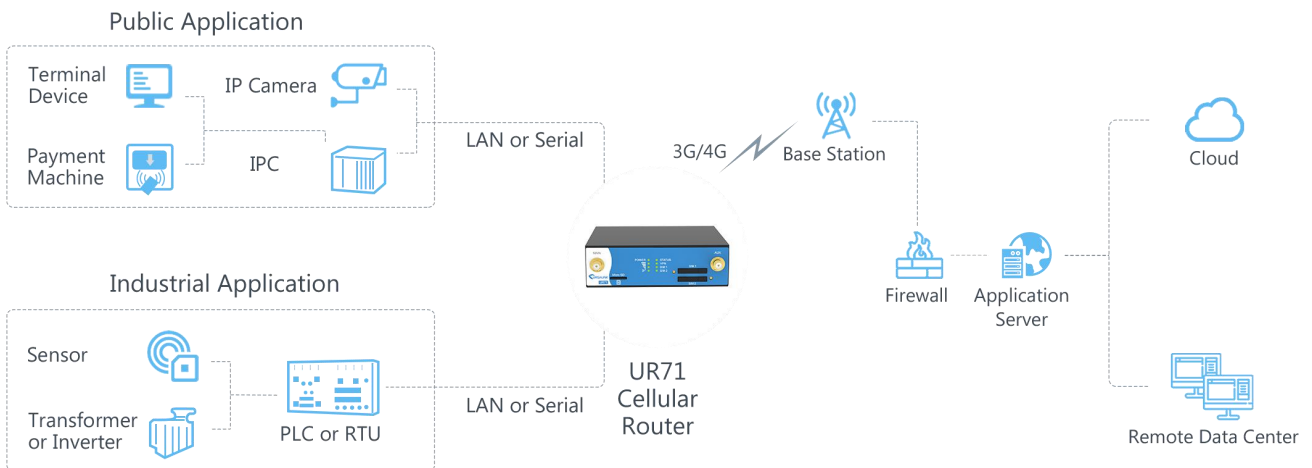 Public Application
Terminal
Device
IP Camera
Payment
Machine
IPC
LAN or Serial
3G/4G
Base Station
Cloud
Firewall
Application
Server
Industrial Application
Sensor
Transformer
or Inverter
PLC or RTU
LAN or Serial
UR71
Cellular
Router
Remote Data Center